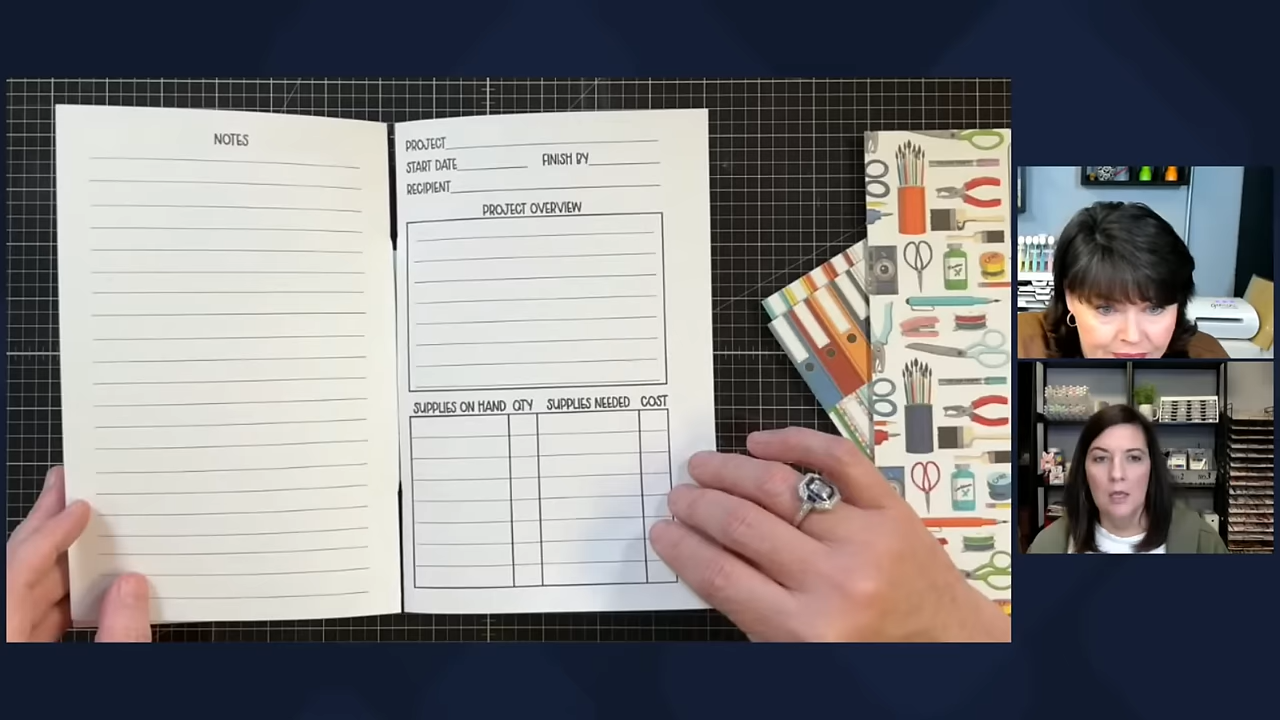 NOTES
PROJECT
START DATE FINISH BY
RECIPIENT
PROJECT OVERVIEW
SUPPLIES ON HAND QTY SUPPLIES NEEDED COST